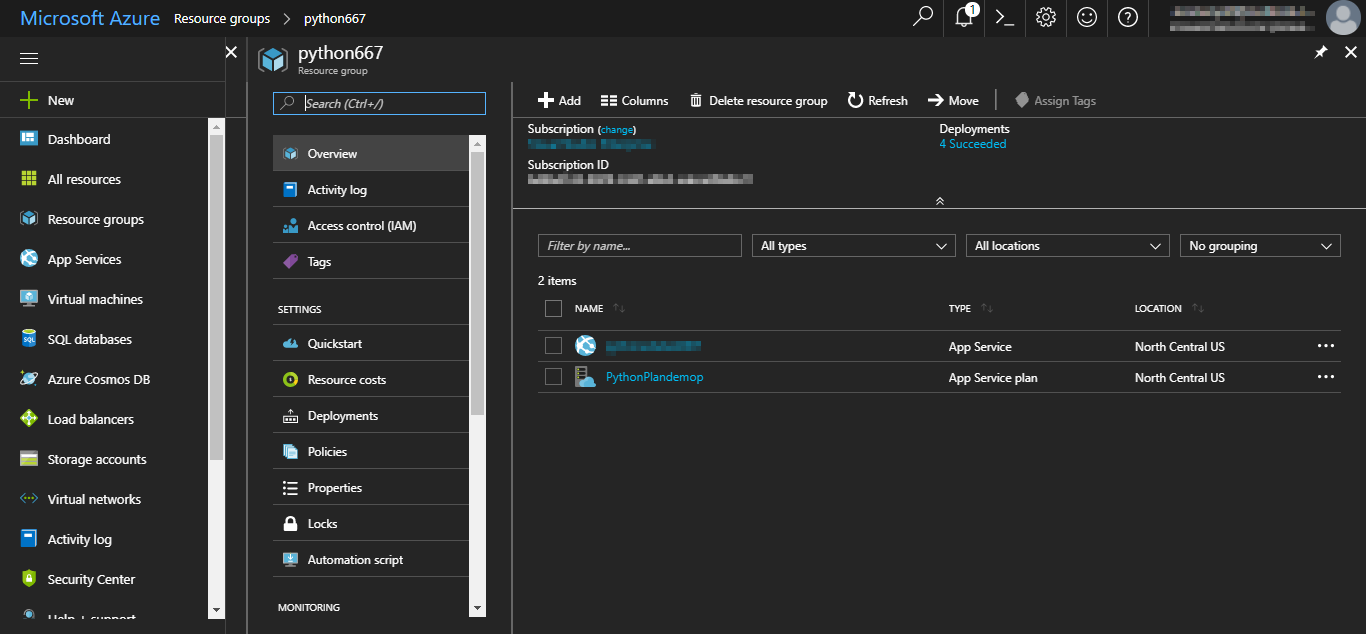 Microsoft Azure Resource groups > python667
1
python667
Resource group
New
Dashboard
All resources
Resource groups
App Services
Virtual machines
SQL databases
Azure Cosmos DB
Load balancers
Storage accounts
Virtual networks
Activity log
Security Center
Help + support
Search (Ctrl+/)
Overview
Activity log
Access control (IAM)
Tags
SETTINGS
Quickstart
Resource costs
Deployments
Policies
Properties
Locks
Automation script
MONITORING
Add Columns Delete resource group Refresh Move Assign Tags
Subscription (change)
Subscription ID
Deployments
4 Succeeded
Filter by name... All types All locations No grouping
2 items
NAME TYPE LOCATION
App Service North Central US
PythonPlandemop App Service plan North Central US